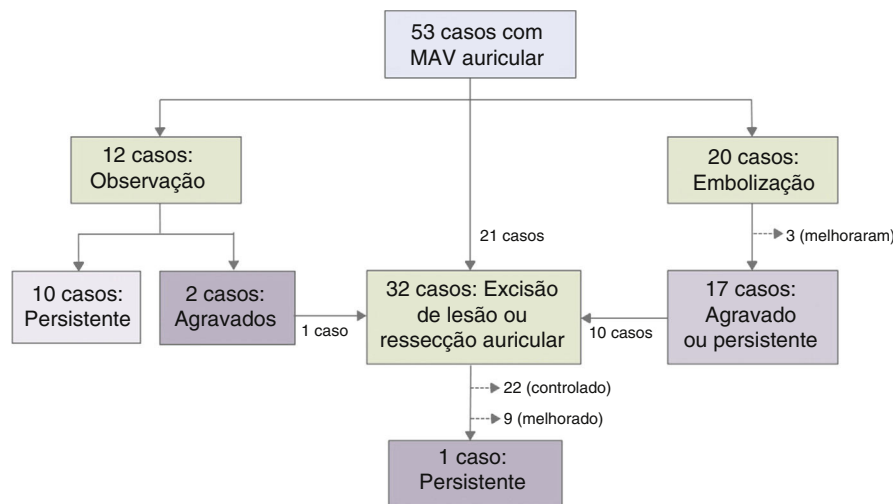 53 casos com
MAV auricular
12 casos:
Observação
20 casos:
Embolização
21 casos
3 (melhoraram)
10 casos:
Persistente
2 casos:
Agravados
1 caso
32 casos: Excisão
de lesão ou
ressecção auricular
10 casos
17 casos:
Agravado
ou persistente
22 (controlado)
9 (melhorado)
1 caso:
Persistente